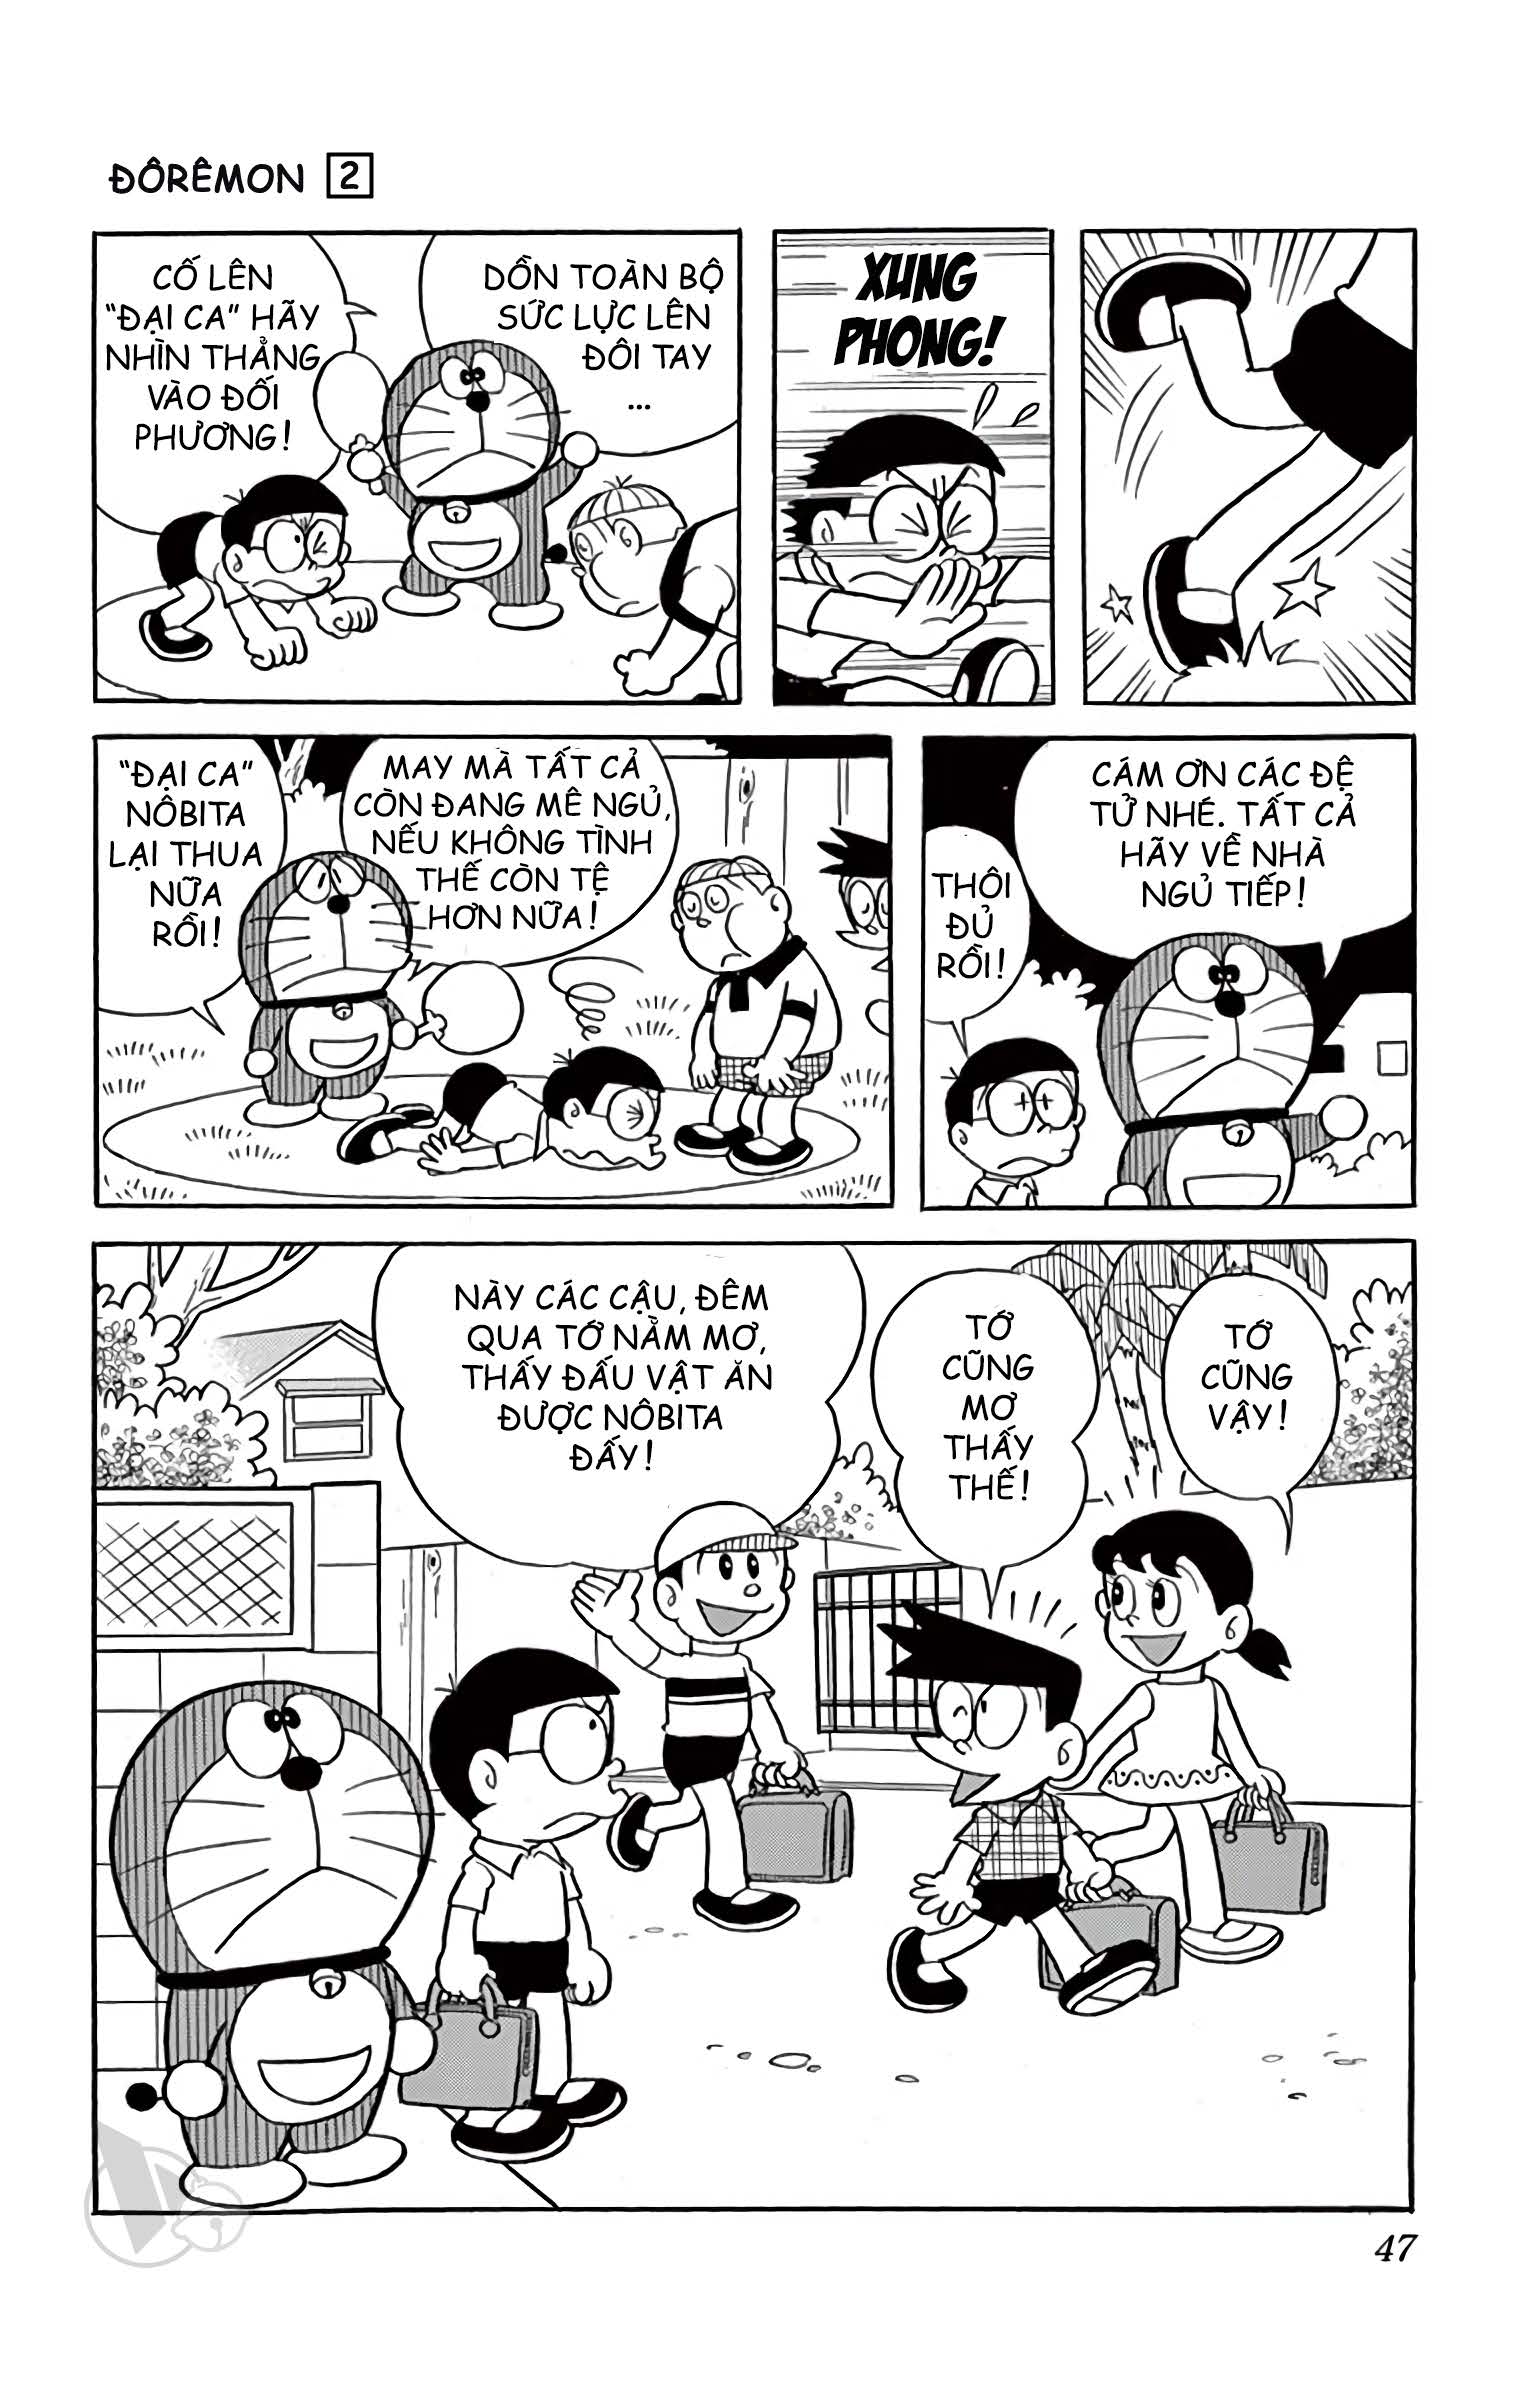 ĐÔRÊMON 2
CỐ LÊN
“ĐẠI CA” HÃY
NHÌN THẲNG
VÀO ĐỐI
PHƯƠNG!
DỒN TOÀN BỘ
SỨC LỰC LÊN
ĐÔI TAY
...
XUNG
PHONG!
“ĐẠI CA”
NÔBITA
LẠI THUA
NỮA
RỒI!
MAY MÀ TẤT CẢ
CÒN ĐANG MÊ NGỦ,
NẾU KHÔNG TÌNH
THẾ CÒN TỆ
HƠN NỮA!
THÔI
ĐỦ
RỒI!
CÁM ƠN CÁC ĐỆ
TỬ NHÉ. TẤT CẢ
HÃY VỀ NHÀ
NGỦ TIẾP!
NÀY CÁC CẬU, ĐÊM
QUA TỚ NẰM MƠ,
THẤY ĐẤU VẬT ĂN
ĐƯỢC NÔBITA
ĐẤY!
TỚ
CŨNG
MƠ
THẤY
THẾ!
TỚ
CŨNG
VẬY!
47